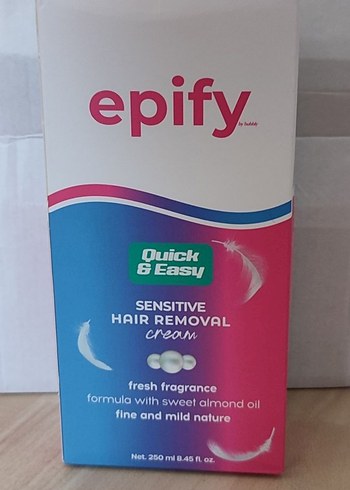 epify
Quick
& Easy
SENSITIVE
HAIR REMOVAL
cream
fresh fragrance
formula with sweet almond oil
fine and mild nature
Net. 250 ml 8.45 fl. oz.